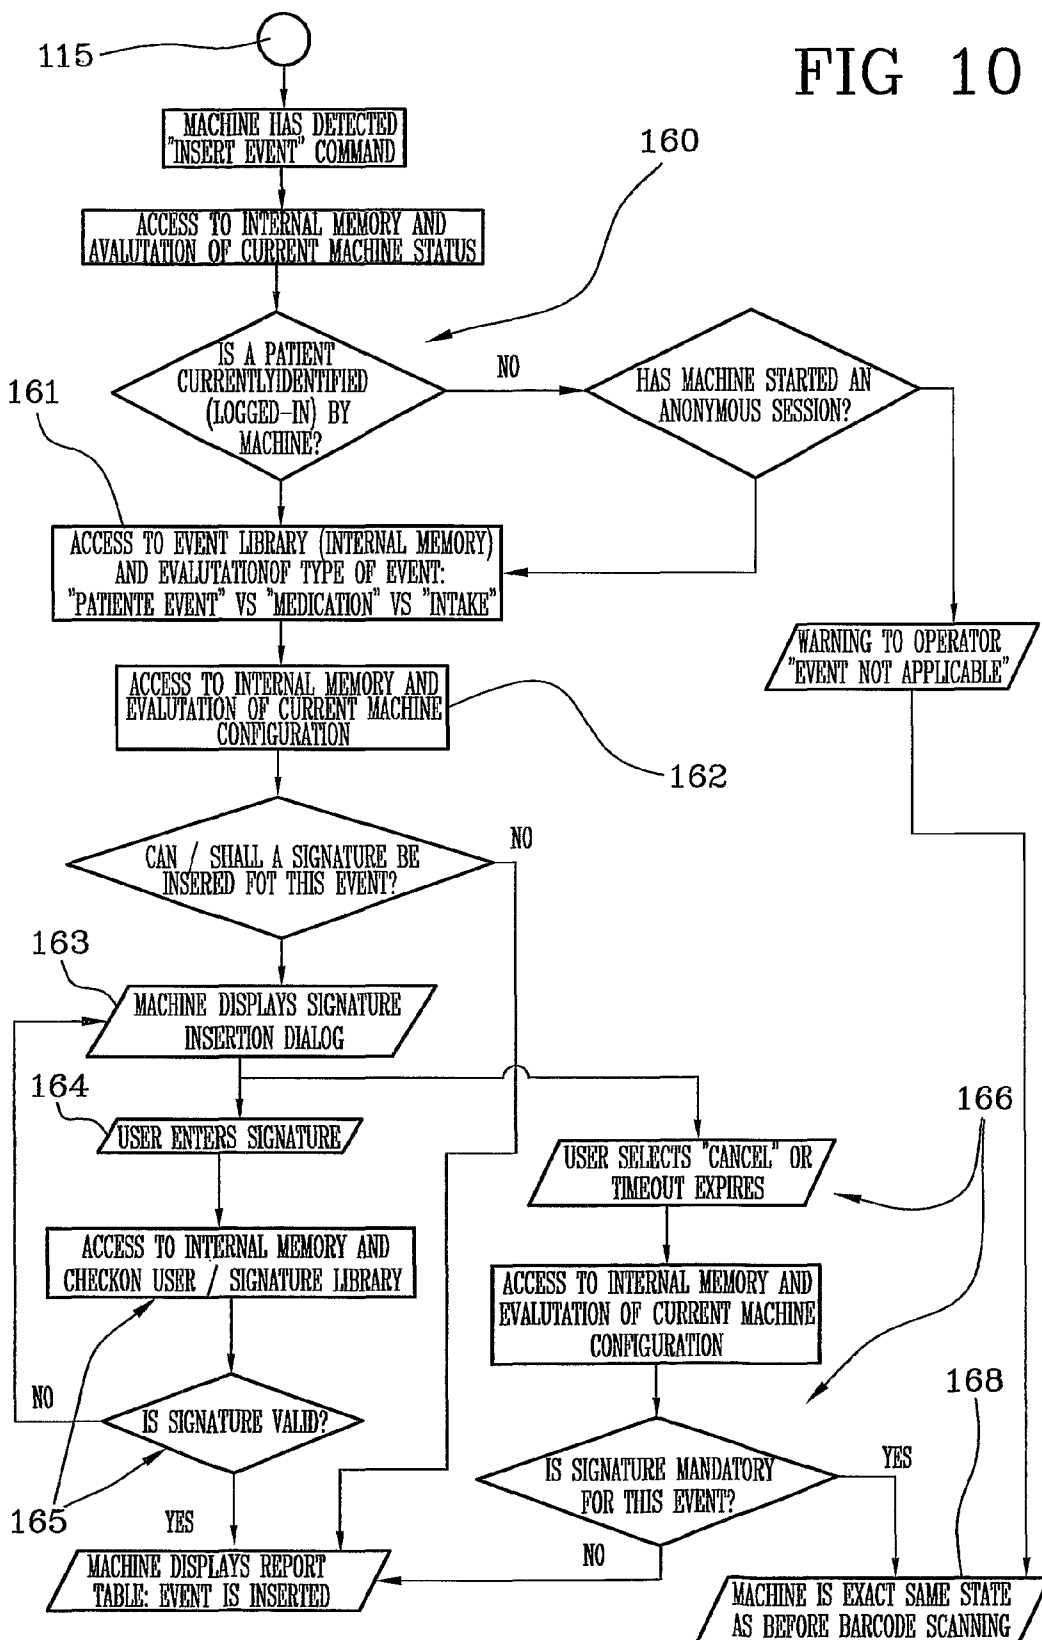 115
FIG 10
MACHINE HAS DETECTED
"INSERT EVENT" COMMAND
160
ACCESS TO INTERNAL MEMORY AND
AVALUTATION OF CURRENT MACHINE STATUS
IS A PATIENT
CURRENTLYIDENTIFIED
(LOGGED-IN) BY
MACHINE?
NO
HAS MACHINE STARTED AN
ANONYMOUS SESSION?
161
ACCESS TO EVENT LIBRARY (INTERNAL MEMORY)
AND EVALUTATIONOF TYPE OF EVENT:
"PATIENTE EVENT" VS "MEDICATION" VS "INTAKE"
WARNING TO OPERATOR
"EVENT NOT APPLICABLE"
ACCESS TO INTERNAL MEMORY AND
EVALUTATION OF CURRENT MACHINE
CONFIGURATION
162
CAN / SHALL A SIGNATURE BE
INSERED FOT THIS EVENT?
NO
163
MACHINE DISPLAYS SIGNATURE
INSERTION DIALOG
164
USER ENTERS SIGNATURE
166
USER SELECTS "CANCEL" OR
TIMEOUT EXPIRES
ACCESS TO INTERNAL MEMORY AND
CHECKON USER / SIGNATURE LIBRARY
ACCESS TO INTERNAL MEMORY AND
EVALUTATION OF CURRENT MACHINE
CONFIGURATION
168
NO
IS SIGNATURE VALID?
165
YES
IS SIGNATURE MANDATORY
FOR THIS EVENT?
YES
NO
MACHINE DISPLAYS REPORT
TABLE: EVENT IS INSERTED
MACHINE IS EXACT SAME STATE
AS BEFORE BARCODE SCANNING